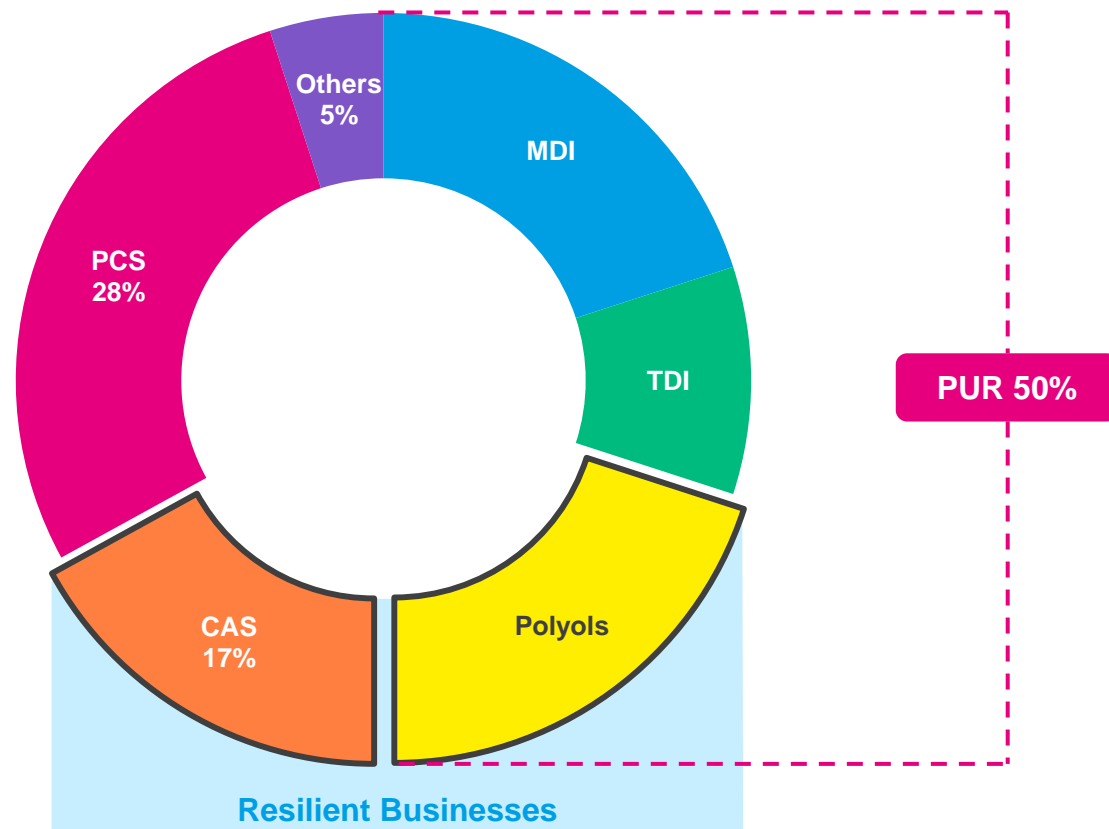 Others
5%
MDI
PCS
28%
TDI
PUR 50%
CAS
17%
Polyols
Resilient Businesses